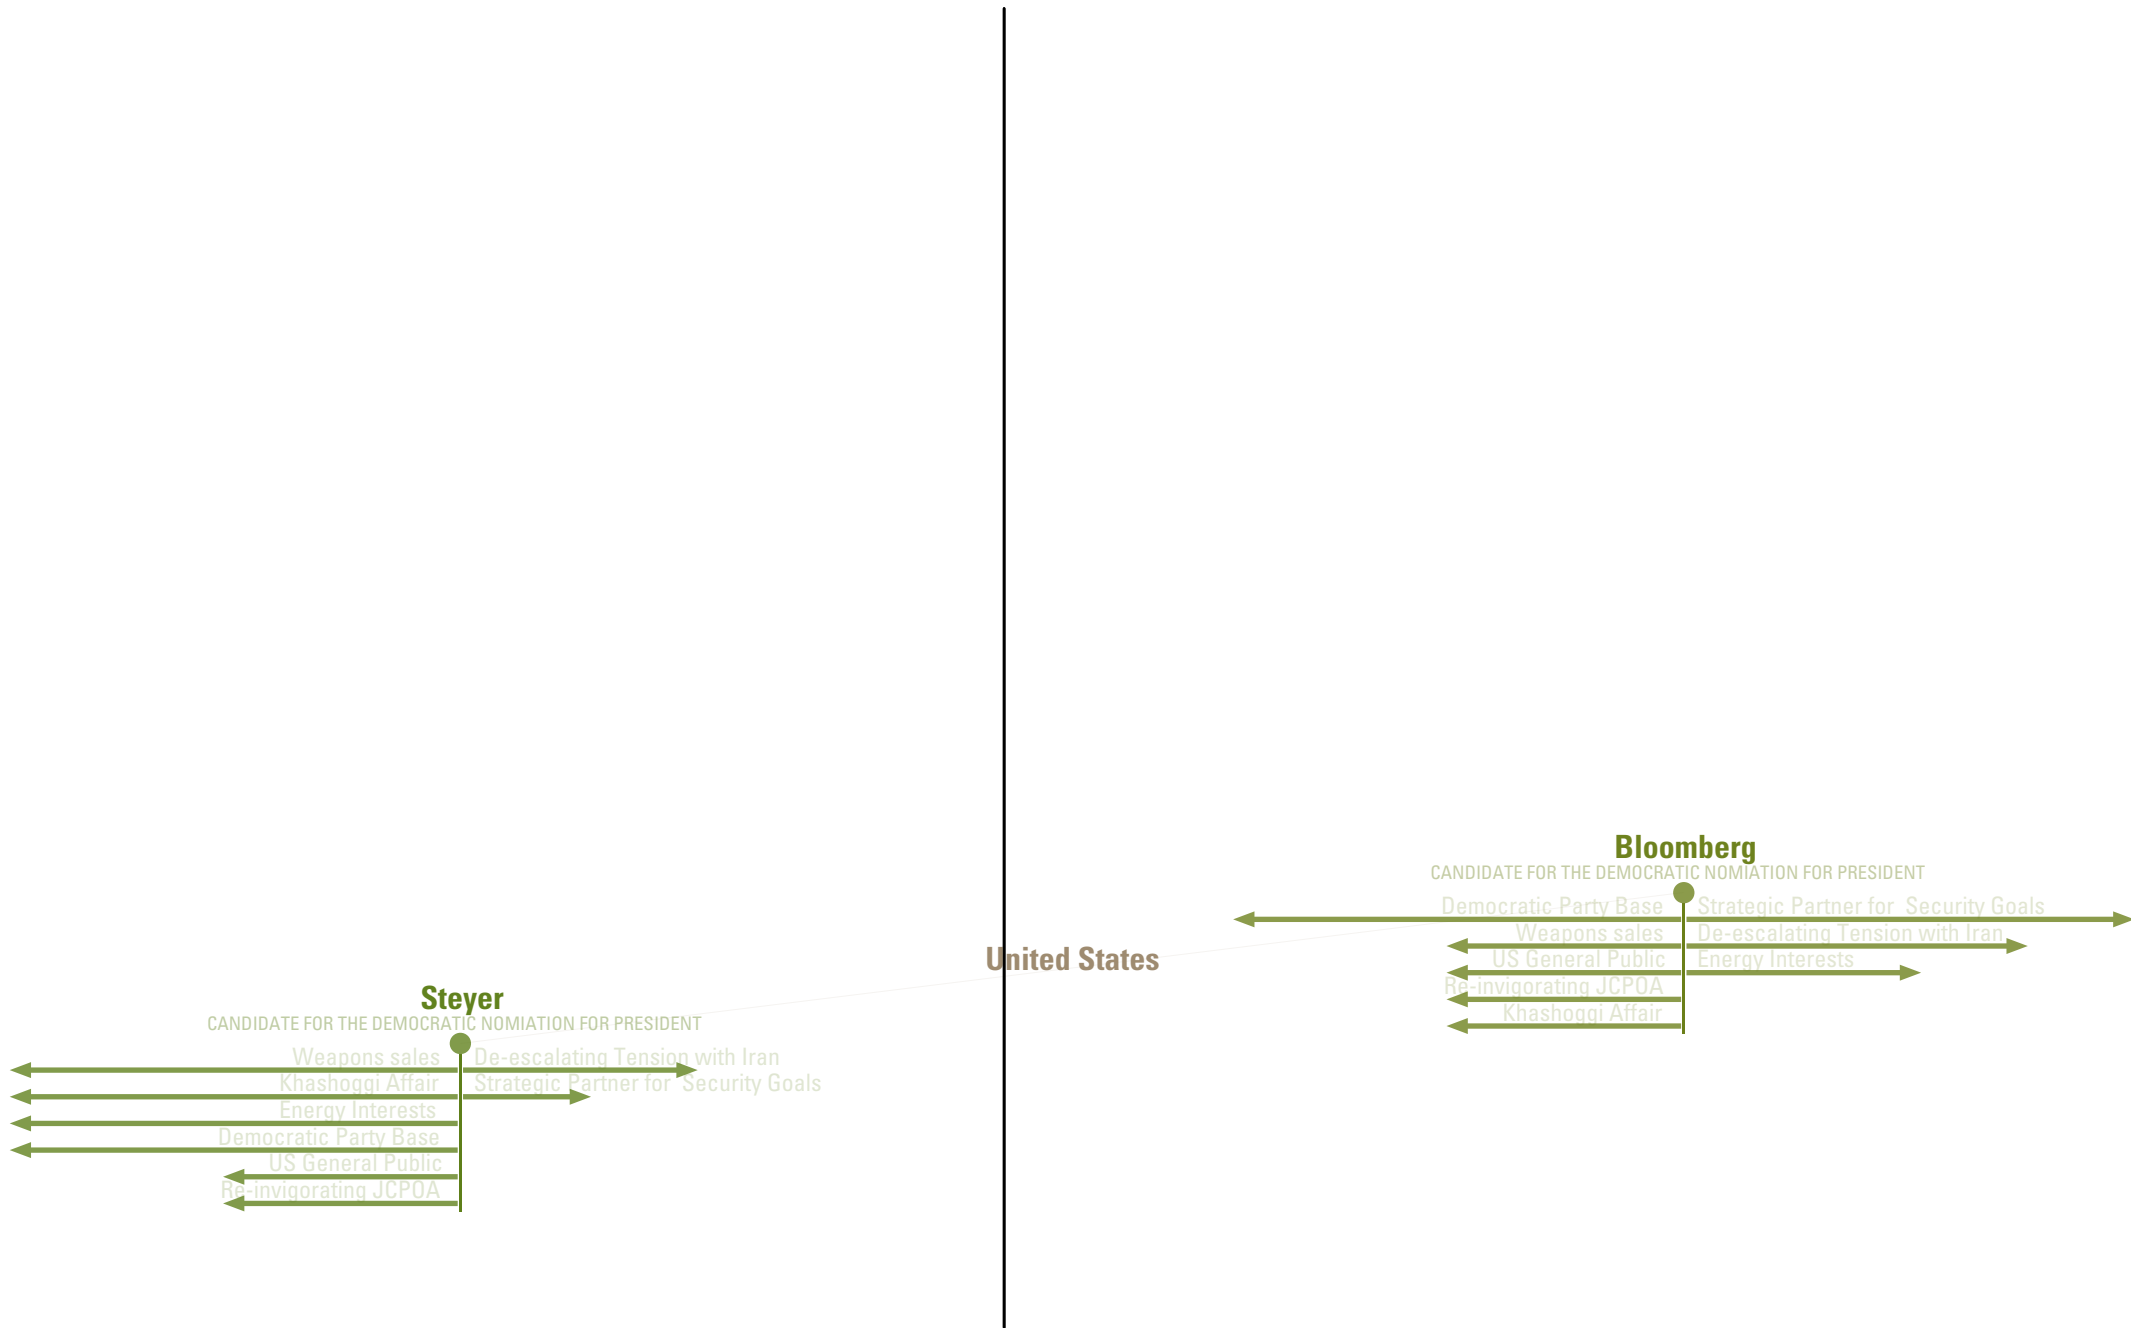 Bloomberg
CANDIDATE FOR THE DEMOCRATIC NOMIATION FOR PRESIDENT
Democratic Party Base
Strategic Partner for  Security Goals
Weapons sales
De-escalating Tension with Iran
US General Public
Energy Interests
Re-invigorating JCPOA
Khashoggi Affair
United States
Steyer
CANDIDATE FOR THE DEMOCRATIC NOMIATION FOR PRESIDENT
Weapons sales
De-escalating Tension with Iran
Khashoggi Affair
Strategic Partner for  Security Goals
Energy Interests
Democratic Party Base
US General Public
Re-invigorating JCPOA